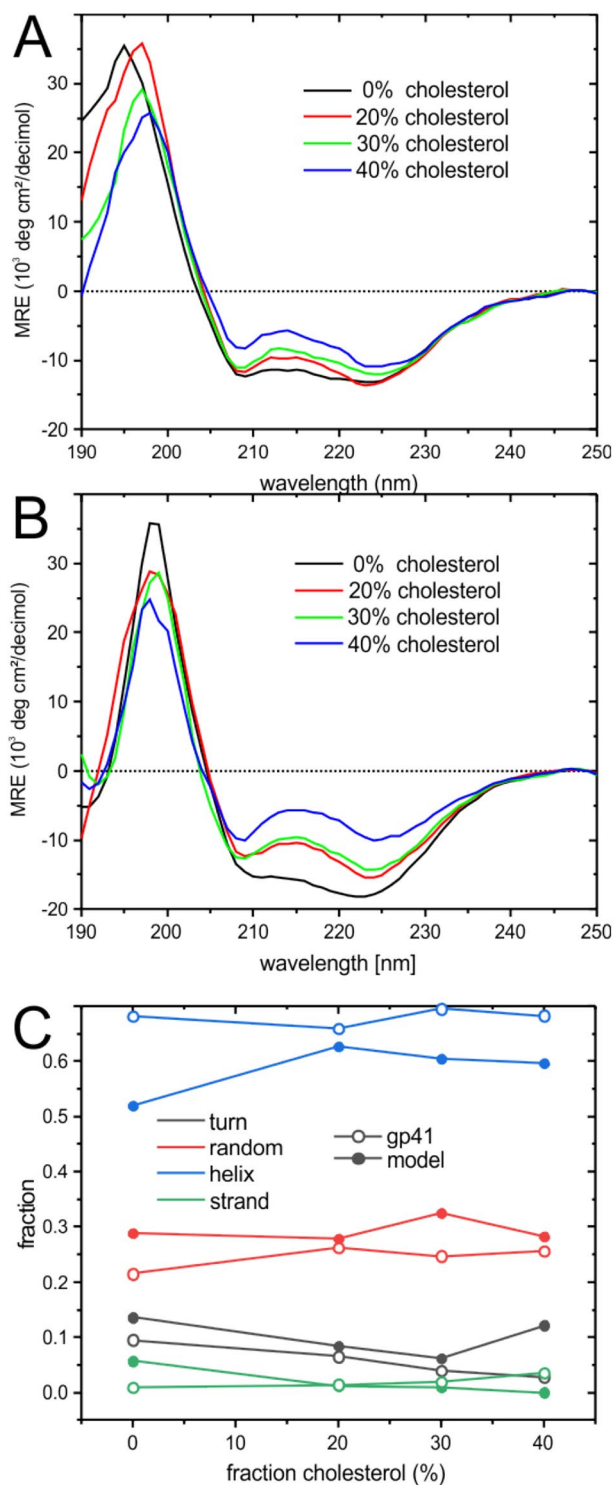 A
MRE (10³ deg cm²/decimol)
30
20
10
0
-10
-20
0% cholesterol
20% cholesterol
30% cholesterol
40% cholesterol
190 200 210 220 230 240 250
wavelength (nm)
B
MRE (10³ deg cm²/decimol)
30
20
10
0
-10
-20
0% cholesterol
20% cholesterol
30% cholesterol
40% cholesterol
190 200 210 220 230 240 250
wavelength [nm]
C
fraction
0.6
0.5
0.4
0.3
0.2
0.1
0.0
turn
random
helix
strand
gp41
model
0 10 20 30 40
fraction cholesterol (%)